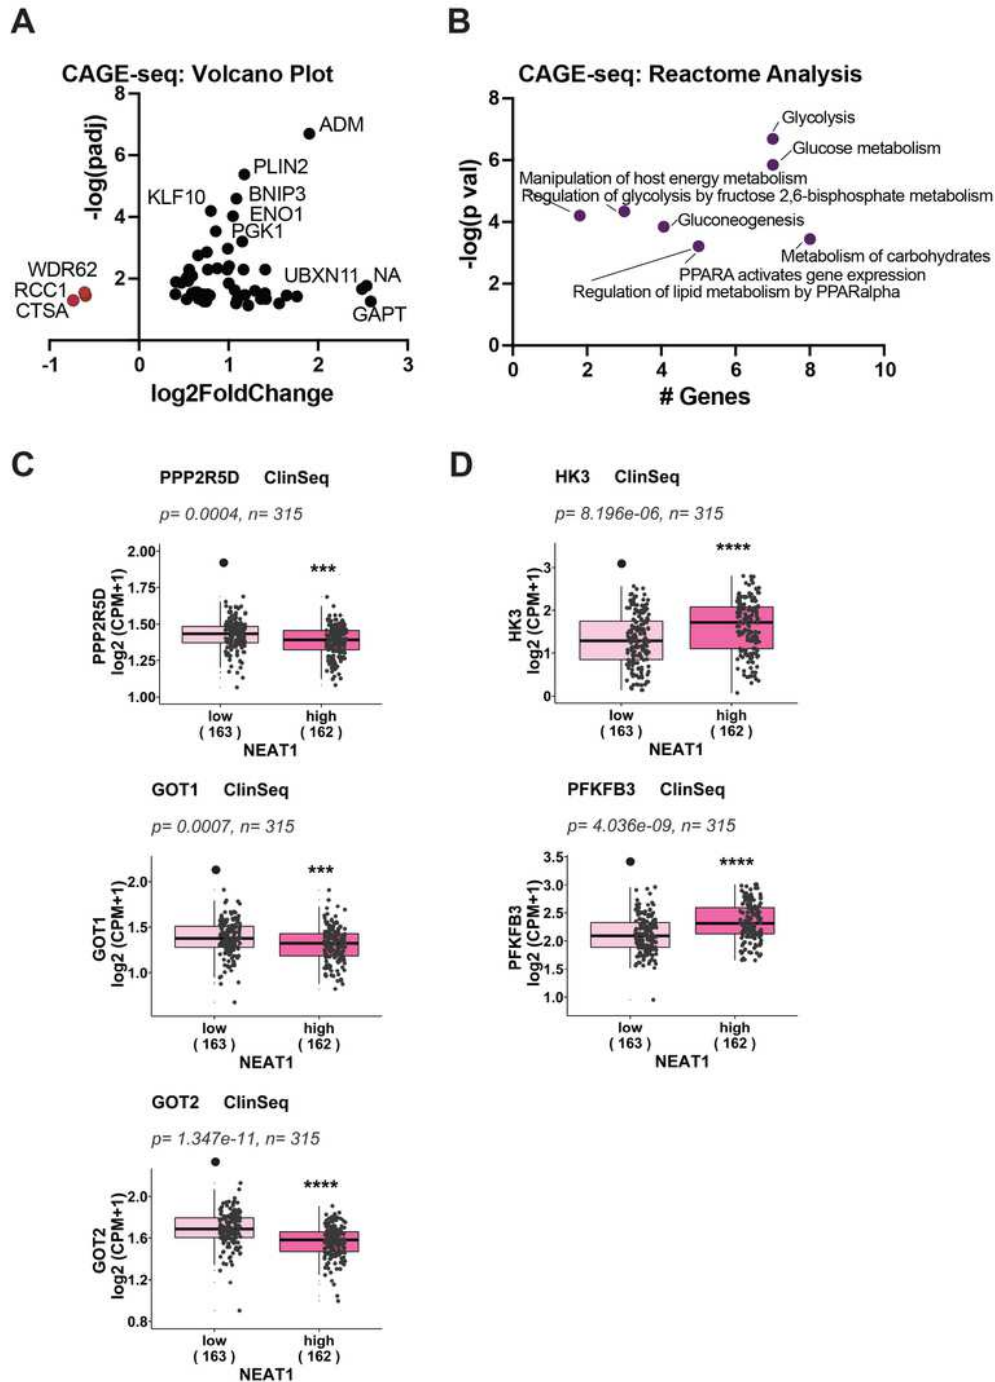 A
CAGE-seq: Volcano Plot
8
6
4
2
0
-log(padj)
ADM
PLIN2
BNIP3
KLF10
ENO1
PGK1
UBXN11
NA
GAPT
WDR62
RCC1
CTSA
-1 0 1 2 3
log2FoldChange
B
CAGE-seq: Reactome Analysis
8
6
4
2
0
-log(p val)
Glycolysis
Glucose metabolism
Manipulation of host energy metabolism
Regulation of glycolysis by fructose 2,6-bisphosphate metabolism
Gluconeogenesis
Metabolism of carbohydrates
PPARA activates gene expression
Regulation of lipid metabolism by PPARalpha
0 2 4 6 8 10
# Genes
C
PPP2R5D ClinSeq
p= 0.0004, n= 315
2.00
1.75
1.50
1.25
1.00
PPP2R5D
log2 (CPM+1)
***
low high
( 163 ) ( 162 )
NEAT1
GOT1 ClinSeq
p= 0.0007, n= 315
2.0
1.5
1.0
GOT1
log2 (CPM+1)
***
low high
( 163 ) ( 162 )
NEAT1
GOT2 ClinSeq
p= 1.347e-11, n= 315
2.0
1.6
1.2
0.8
GOT2
log2 (CPM+1)
****
low high
( 163 ) ( 162 )
NEAT1
D
HK3 ClinSeq
p= 8.196e-06, n= 315
3
2
1
0
HK3
log2 (CPM+1)
****
low high
( 163 ) ( 162 )
NEAT1
PFKFB3 ClinSeq
p= 4.036e-09, n= 315
3.5
3.0
2.5
2.0
1.5
1.0
PFKFB3
log2 (CPM+1)
****
low high
( 163 ) ( 162 )
NEAT1